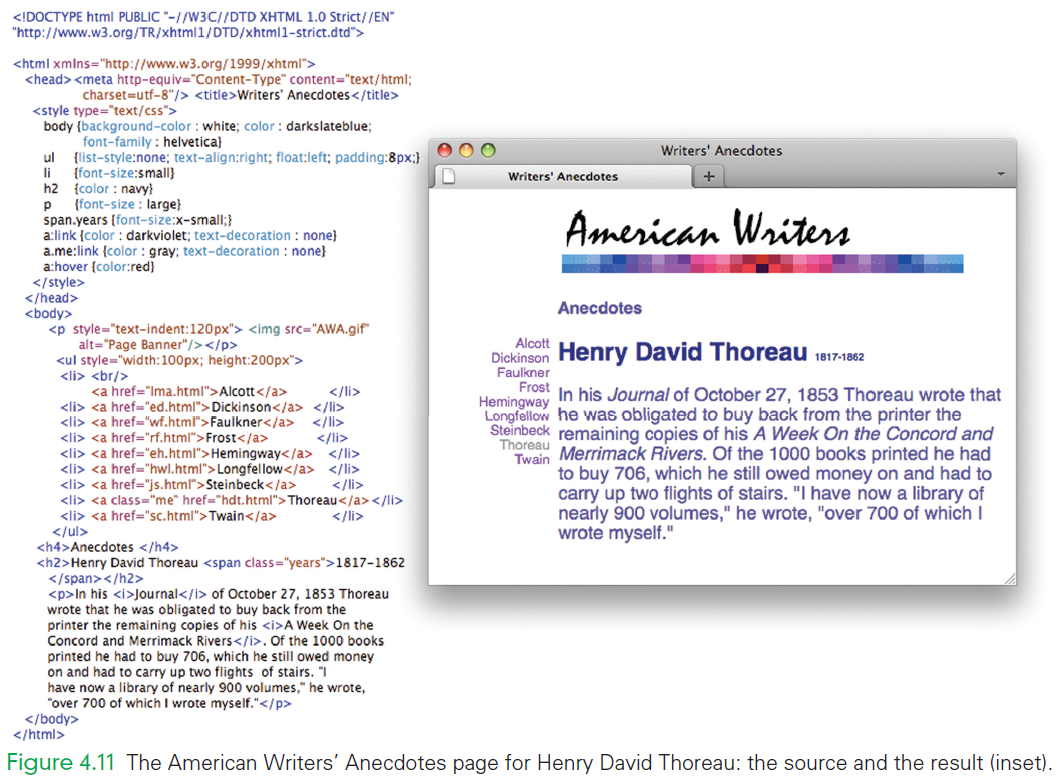 <!DOCTYPE html PUBLIC "-//W3C//DTD XHTML 1.0 Strict//EN"
"http://www.w3.org/TR/xhtml1/DTD/xhtml1-strict.dtd">
<html xmlns="http://www.w3.org/1999/xhtml">
<head><meta http-equiv="Content-Type" content="text/html;
charset=utf-8"/> <title>Writers' Anecdotes</title>
<style type="text/css">
body {background-color : white; color : darkslateblue;
font-family : helvetica}
ul {list-style:none; text-align:right; float:left; padding:8px;}
li {font-size:small}
h2 {color : navy}
p {font-size : large}
span.years {font-size:x-small;}
a:link {color : darkviolet; text-decoration : none}
a.me:link {color : gray; text-decoration : none}
a:hover {color:red}
</style>
</head>
<body>
<p style="text-indent:120px"> <img src="AWA.gif"
alt="Page Banner"/></p>
<ul style="width:100px; height:200px">
<li> <br/>
<a href="lma.html">Alcott</a> </li>
<li> <a href="ed.html">Dickinson</a> </li>
<li> <a href="wf.html">Faulkner</a> </li>
<li> <a href="rf.html">Frost</a> </li>
<li> <a href="eh.html">Hemingway</a> </li>
<li> <a href="hwl.html">Longfellow</a> </li>
<li> <a href="js.html">Steinbeck</a> </li>
<li> <a class="me" href="hdt.html">Thoreau</a></li>
<li> <a href="sc.html">Twain</a> </li>
</ul>
<h4>Anecdotes </h4>
<h2>Henry David Thoreau <span class="years">1817-1862
</span></h2>
<p>In his <i>Journal</i> of October 27, 1853 Thoreau
wrote that he was obligated to buy back from the
printer the remaining copies of his <i>A Week On the
Concord and Merrimack Rivers</i>. Of the 1000 books
printed he had to buy 706, which he still owed money
on and had to carry up two flights of stairs. "I
have now a library of nearly 900 volumes," he wrote,
"over 700 of which I wrote myself."</p>
</body>
</html>
Writers' Anecdotes
Writers' Anecdotes
American Writers
Anecdotes
Alcott
Dickinson
Faulkner
Frost
Hemingway
Longfellow
Steinbeck
Thoreau
Twain
Henry David Thoreau 1817-1862
In his Journal of October 27, 1853 Thoreau wrote that
he was obligated to buy back from the printer the
remaining copies of his A Week On the Concord and
Merrimack Rivers. Of the 1000 books printed he had
to buy 706, which he still owed money on and had to
carry up two flights of stairs. "I have now a library of
nearly 900 volumes," he wrote, "over 700 of which I
wrote myself."
Figure 4.11 The American Writers' Anecdotes page for Henry David Thoreau: the source and the result (inset).